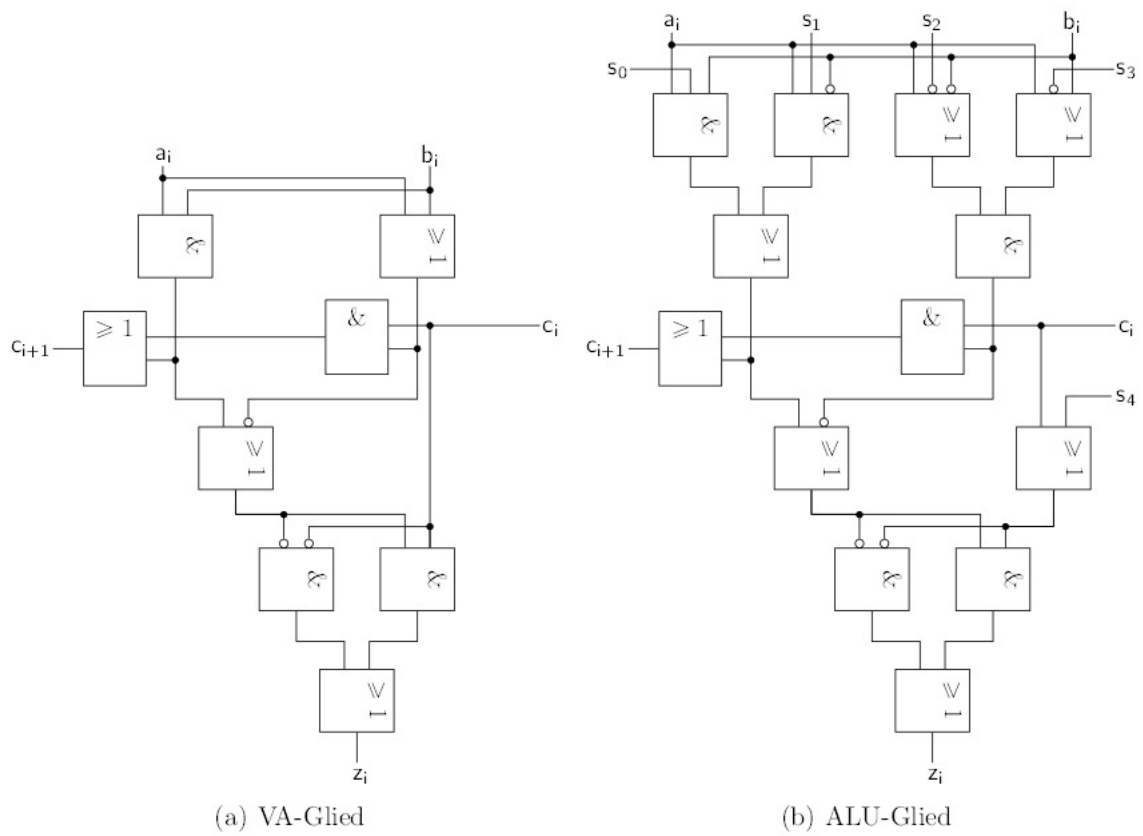 aᵢ s₁ s₂ bᵢ
s₀ s₃
& & ≥ 1 ≥ 1
aᵢ bᵢ
& ≥ 1 ≥ 1 &
≥ 1 & cᵢ ≥ 1 & cᵢ
cᵢ₊₁ cᵢ₊₁
s₄
≥ 1 ≥ 1 ≥ 1
& & & &
≥ 1 ≥ 1
zᵢ zᵢ
(a) VA-Glied (b) ALU-Glied